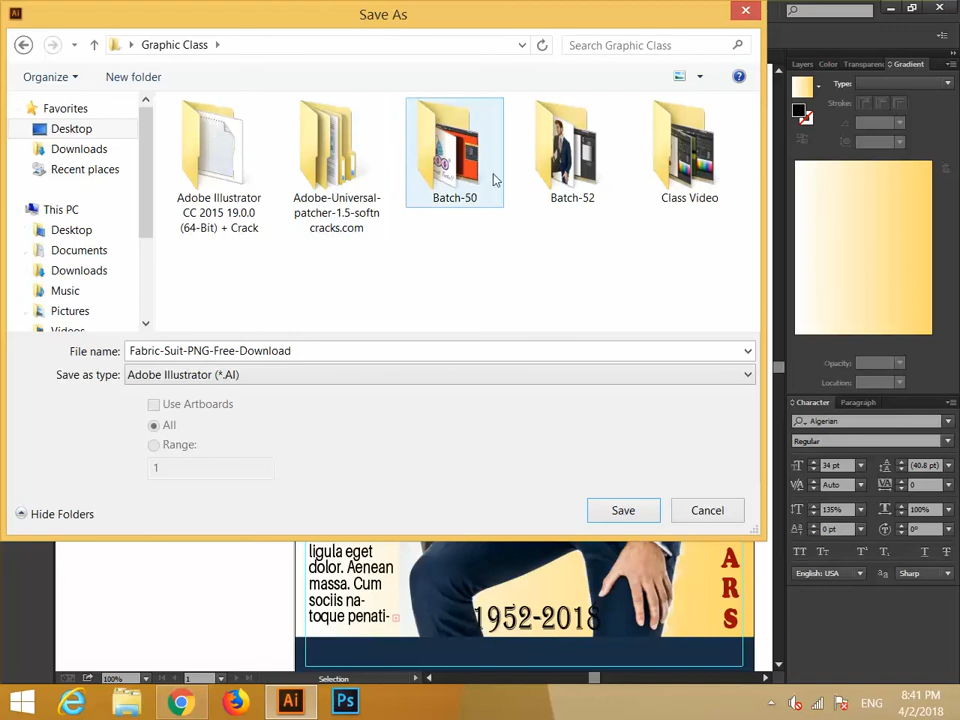 Save As
Graphic Class
Search Graphic Class
Organize
New folder
Favorites
Desktop
Downloads
Recent places
This PC
Desktop
Documents
Downloads
Music
Pictures
Videos
Adobe Illustrator
CC 2015 19.0.0
(64-Bit) + Crack
Adobe-Universal-
patcher-1.5-softn
cracks.com
Batch-50
Batch-52
Class Video
File name:
Fabric-Suit-PNG-Free-Download
Save as type:
Adobe Illustrator (*.AI)
Use Artboards
All
Range:
1
Hide Folders
Save
Cancel
Layers
Color
Transparen
Gradient
Type:
Stroke:
Opacity:
Location:
Character
Paragraph
Algerian
Regular
34 pt
(40.8 pt)
Auto
0
135%
100%
0 pt
0°
English: USA
Sharp
ligula eget
dolor. Aenean
massa. Cum
sociis na-
toque penati-
1952-2018
A
R
S
100%
1
Selection
Ai
Ps
ENG
8:41 PM
4/2/2018